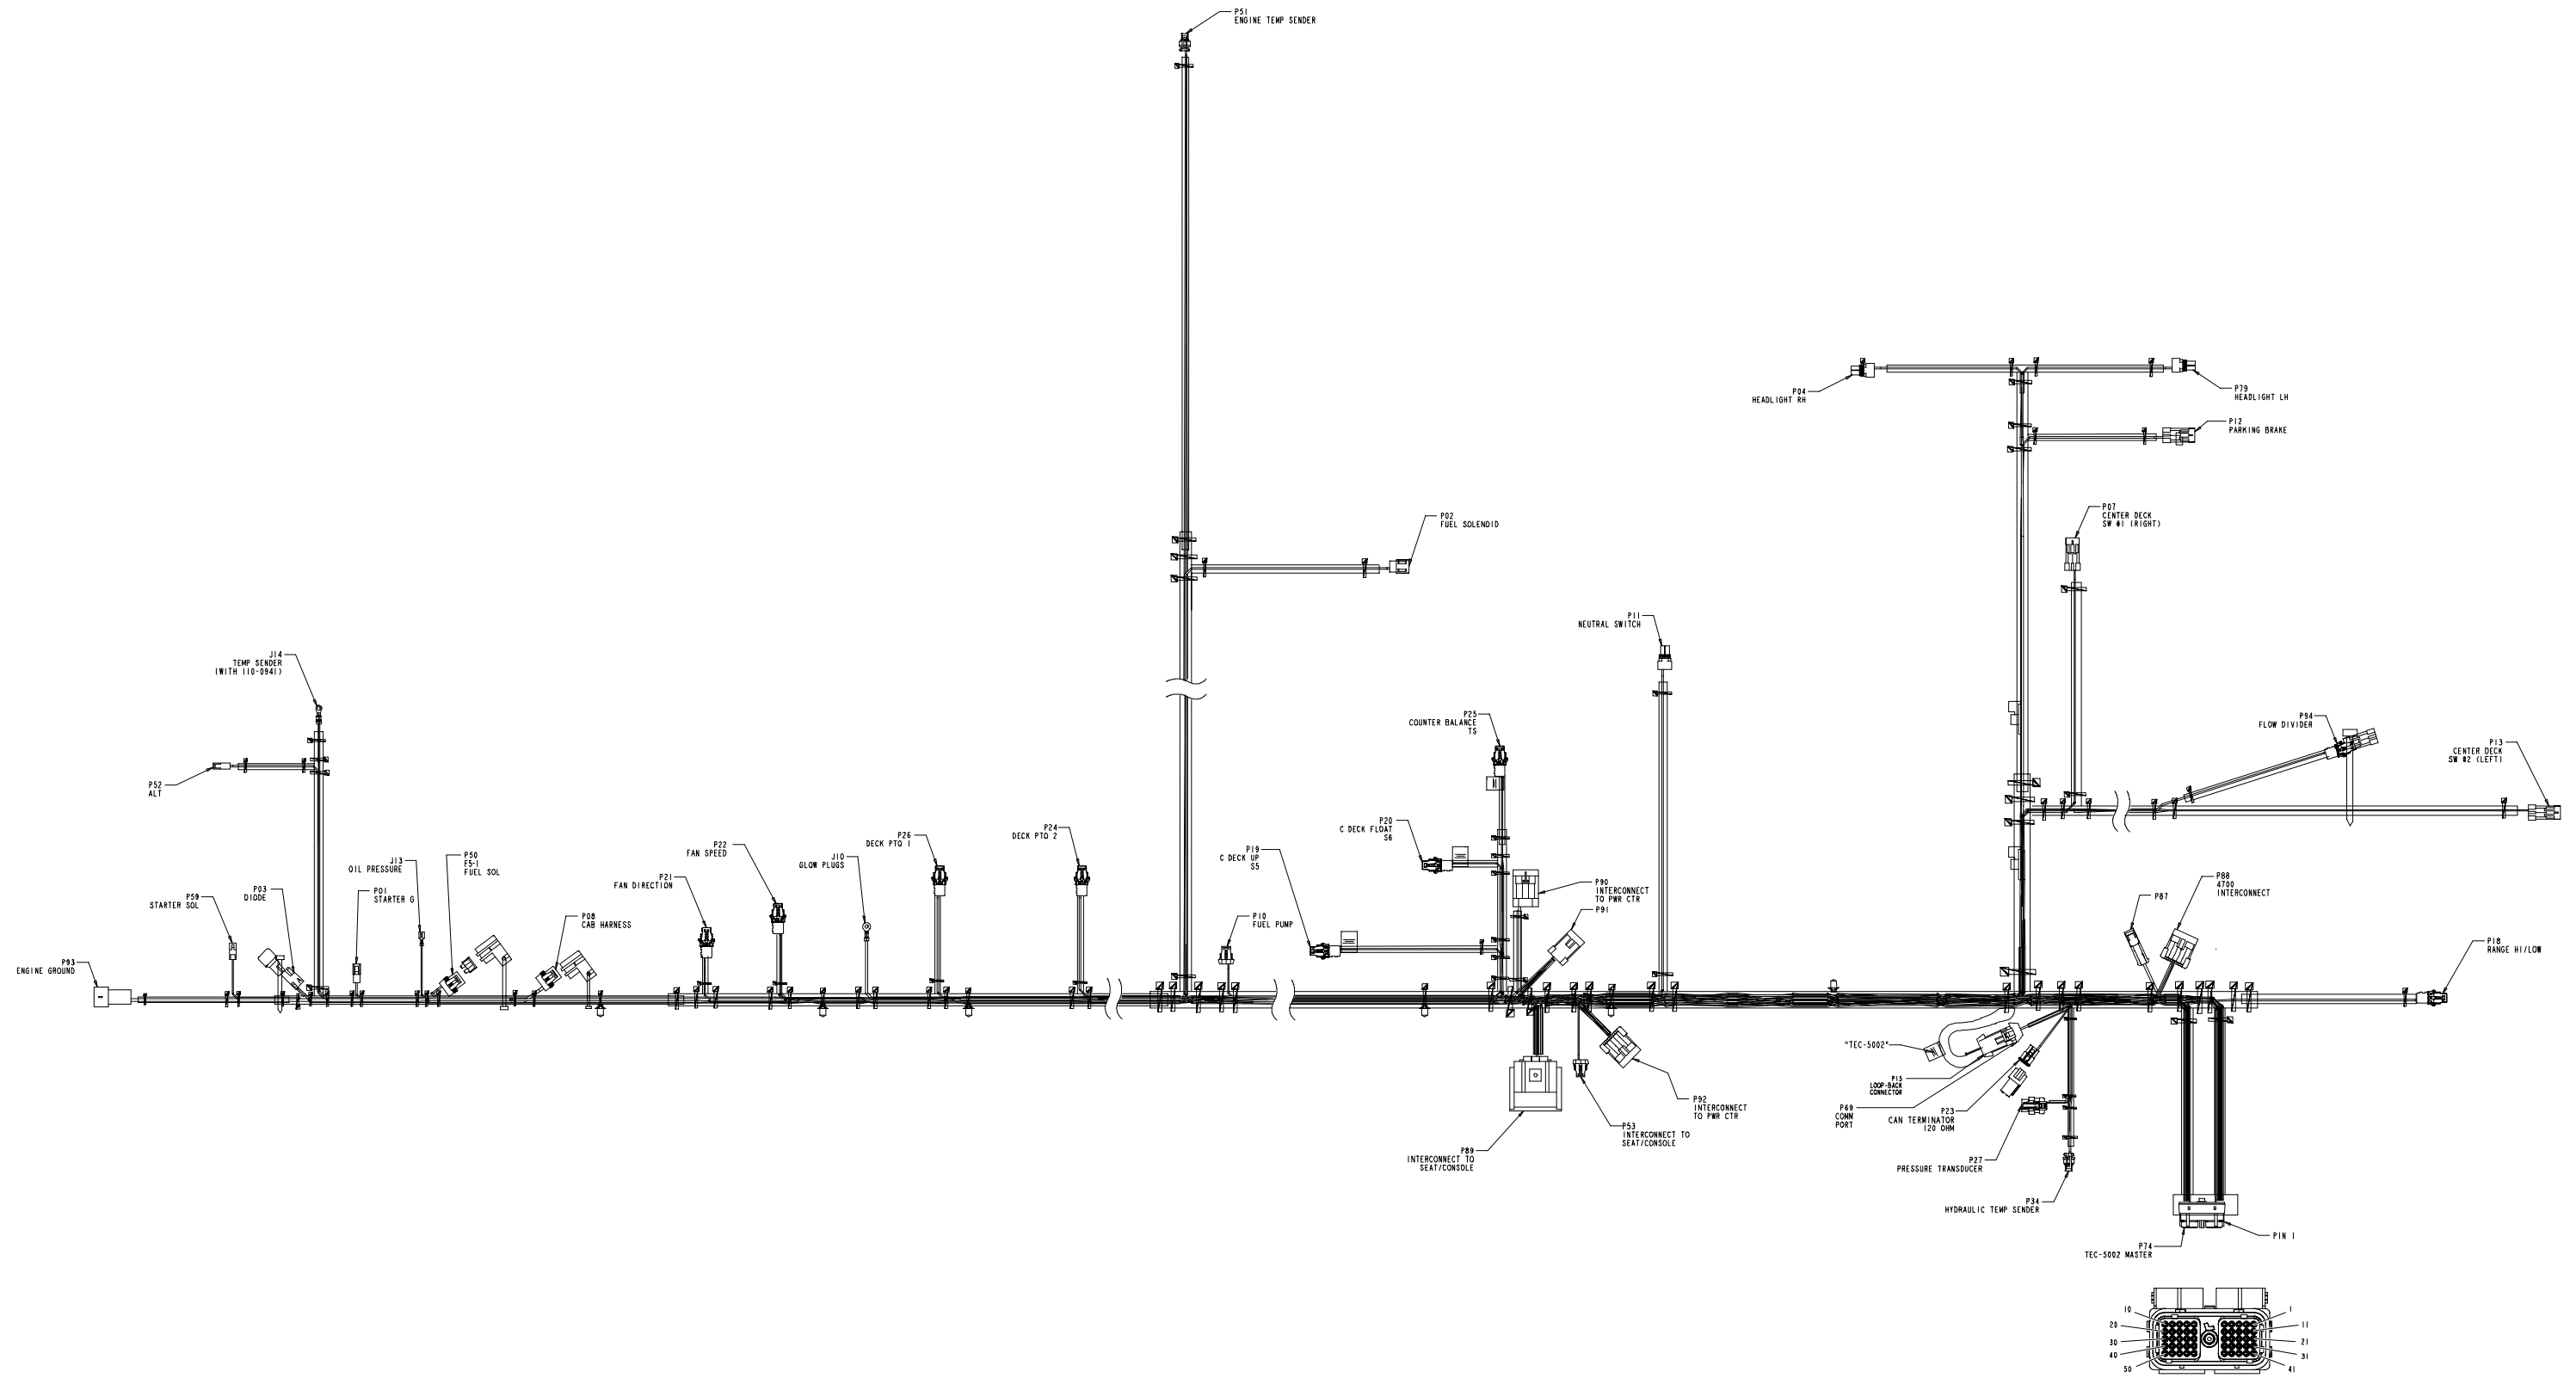 P51
ENGINE TEMP SENDER
P04
HEADLIGHT RH
P79
HEADLIGHT LH
P12
PARKING BRAKE
P02
FUEL SOLENOID
P07
CENTER DECK
SW #1 (RIGHT)
P11
NEUTRAL SWITCH
J14
TEMP SENDER
(WITH 110-0941)
P25
COUNTER BALANCE
TS
P94
FLOW DIVIDER
P13
CENTER DECK
SW #2 (LEFT)
P52
ALT
P20
C DECK FLOAT
S6
P24
DECK PTO 2
P26
DECK PTO 1
P22
FAN SPEED
P19
C DECK UP
S5
J10
GLOW PLUGS
P50
FS-1
FUEL SOL
J13
OIL PRESSURE
P21
FAN DIRECTION
P88
4700
INTERCONNECT
P90
INTERCONNECT
TO PWR CTR
P03
DIODE
P01
STARTER G
P59
STARTER SOL
P87
P91
P08
CAB HARNESS
P10
FUEL PUMP
P18
RANGE HI/LOW
P93
ENGINE GROUND
"TEC-5002"
P15
LOOP-BACK
CONNECTOR
P92
INTERCONNECT
TO PWR CTR
P69
COMM
PORT
P23
CAN TERMINATOR
120 OHM
P53
INTERCONNECT TO
SEAT/CONSOLE
P89
INTERCONNECT TO
SEAT/CONSOLE
P27
PRESSURE TRANSDUCER
P34
HYDRAULIC TEMP SENDER
PIN 1
P74
TEC-5002 MASTER
10
1
20
11
30
21
40
31
50
41